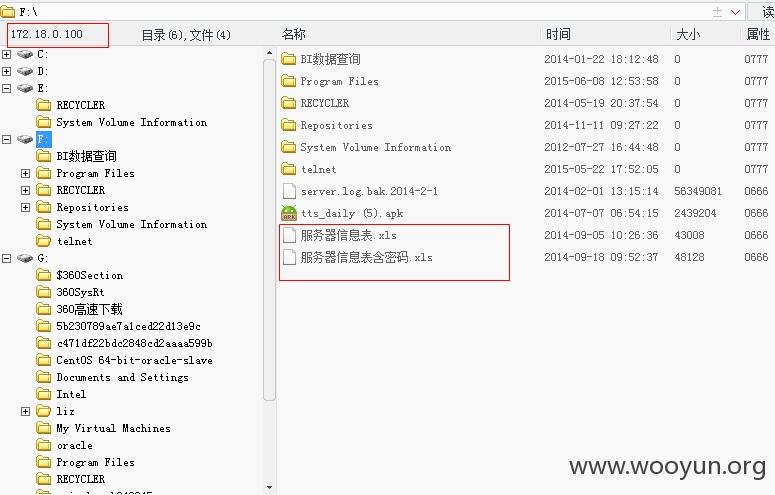 F:\
读
172.18.0.100
目录(6),文件(4)
名称 时间 大小 属性
C:
D:
E:
RECYCLER
System Volume Information
F:
BI数据查询
Program Files
RECYCLER
Repositories
System Volume Information
telnet
G:
$360Section
360SysRt
360高速下载
5b230789ae7a1ced22d13e9c
c471df22bdc2848cd2aaaa599b
CentOS 64-bit-oracle-slave
Documents and Settings
Intel
liz
My Virtual Machines
oracle
Program Files
RECYCLER
BI数据查询 2014-01-22 18:12:48 0 0777
Program Files 2015-06-08 12:53:58 0 0777
RECYCLER 2014-05-19 20:37:54 0 0777
Repositories 2014-11-11 09:27:22 0 0777
System Volume Information 2012-07-27 16:44:48 0 0777
telnet 2015-05-22 17:52:05 0 0777
server.log.bak.2014-2-1 2014-02-01 13:15:14 56349081 0666
tts_daily (5).apk 2014-07-07 06:54:15 2439204 0666
服务器信息表.xls 2014-09-05 10:26:36 43008 0666
服务器信息表含密码.xls 2014-09-18 09:52:37 48128 0666
www.wooyun.org